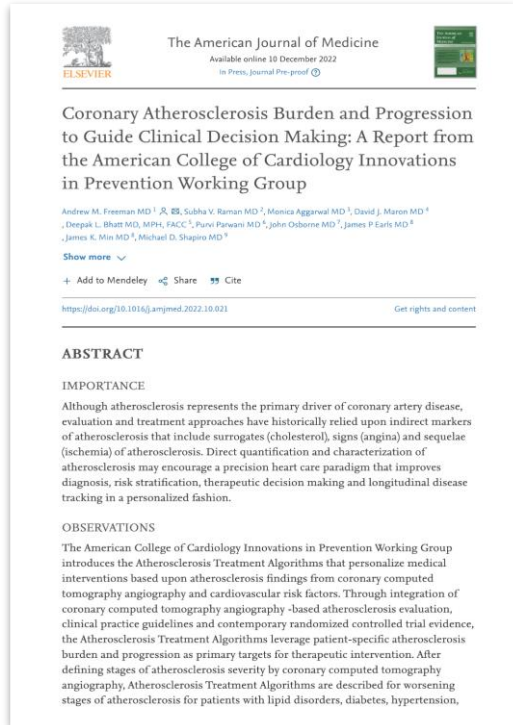 ELSEVIER
The American Journal of Medicine
Available online 10 December 2022
In Press, Journal Pre-proof
Coronary Atherosclerosis Burden and Progression
to Guide Clinical Decision Making: A Report from
the American College of Cardiology Innovations
in Prevention Working Group
Andrew M. Freeman MD 1, Subha V. Raman MD 2, Monica Aggarwal MD 3, David J. Maron MD 4
, Deepak L. Bhatt MD, MPH, FACC 5, Purvi Parwani MD 6, John Osborne MD 7, James P Earls MD 8
, James K. Min MD 8, Michael D. Shapiro MD 9
Show more
+ Add to Mendeley Share Cite
https://doi.org/10.1016/j.amjmed.2022.10.021 Get rights and content
ABSTRACT
IMPORTANCE
Although atherosclerosis represents the primary driver of coronary artery disease,
evaluation and treatment approaches have historically relied upon indirect markers
of atherosclerosis that include surrogates (cholesterol), signs (angina) and sequelae
(ischemia) of atherosclerosis. Direct quantification and characterization of
atherosclerosis may encourage a precision heart care paradigm that improves
diagnosis, risk stratification, therapeutic decision making and longitudinal disease
tracking in a personalized fashion.
OBSERVATIONS
The American College of Cardiology Innovations in Prevention Working Group
introduces the Atherosclerosis Treatment Algorithms that personalize medical
interventions based upon atherosclerosis findings from coronary computed
tomography angiography and cardiovascular risk factors. Through integration of
coronary computed tomography angiography -based atherosclerosis evaluation,
clinical practice guidelines and contemporary randomized controlled trial evidence,
the Atherosclerosis Treatment Algorithms leverage patient-specific atherosclerosis
burden and progression as primary targets for therapeutic intervention. After
defining stages of atherosclerosis severity by coronary computed tomography
angiography, Atherosclerosis Treatment Algorithms are described for worsening
stages of atherosclerosis for patients with lipid disorders, diabetes, hypertension,